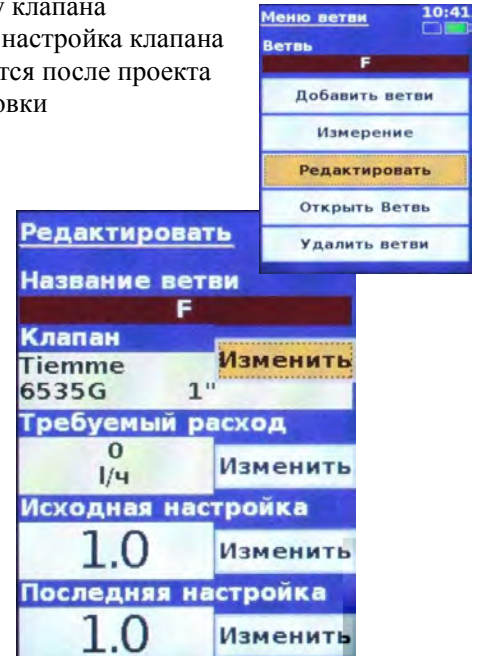 у клапана
настройка клапана
тся после проекта
овки
Меню ветви 10:41
Ветвь
F
Добавить ветви
Измерение
Редактировать
Открыть Ветвь
Удалить ветви
Редактировать
Название ветви
F
Клапан
Tiemme
6535G 1"
Изменить
Требуемый расход
0
l/ч
Изменить
Исходная настройка
1.0
Изменить
Последняя настройка
1.0
Изменить